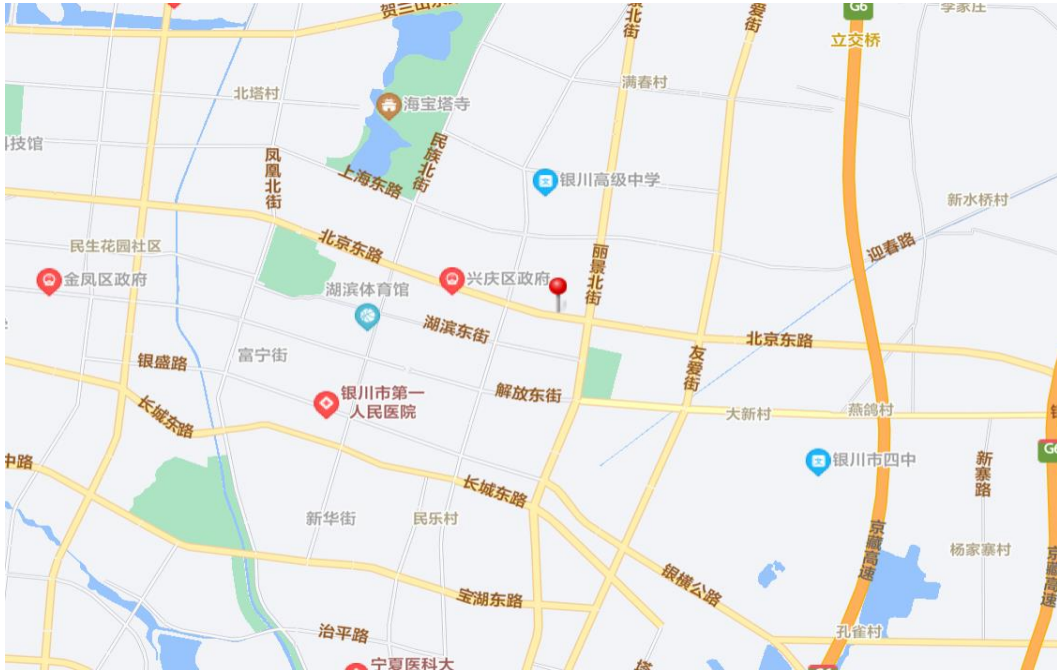 贺兰山东
丽景北街
友爱街
G6
李家庄
立交桥
满春村
北塔村
海宝塔寺
科技馆
民族北街
凤凰北街
上海东路
银川高级中学
新水桥村
北京东路
民生花园社区
迎春路
金凤区政府
兴庆区政府
湖滨体育馆
湖滨东街
北京东路
友爱街
银盛路
富宁街
银川市第一
人民医院
解放东街
大新村
燕鸽村
长城东路
中路
银川市四中
G6
新寨路
长城东路
新华街
民乐村
京藏高速
京藏高速
杨家寨村
银横公路
宝湖东路
治平路
孔雀村
宁夏医科大